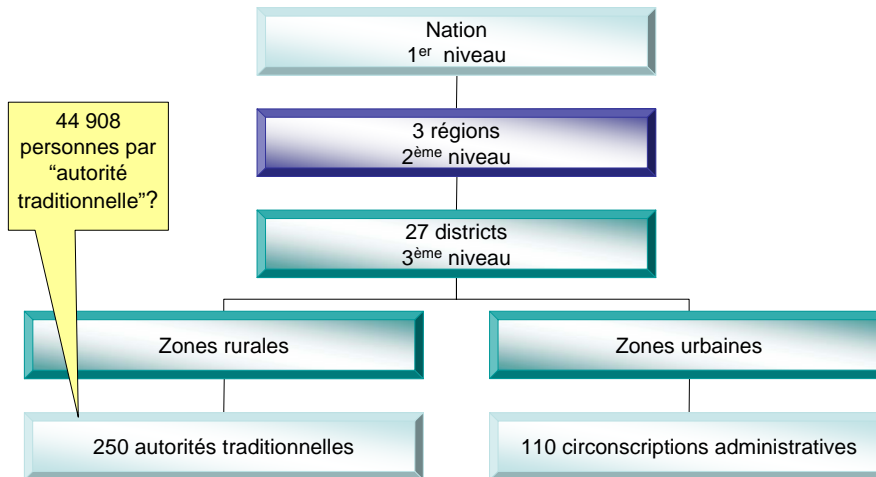 Nation
1er niveau
44 908
personnes par
“autorité
traditionnelle”?
3 régions
2ème niveau
27 districts
3ème niveau
Zones rurales
Zones urbaines
250 autorités traditionnelles
110 circonscriptions administratives